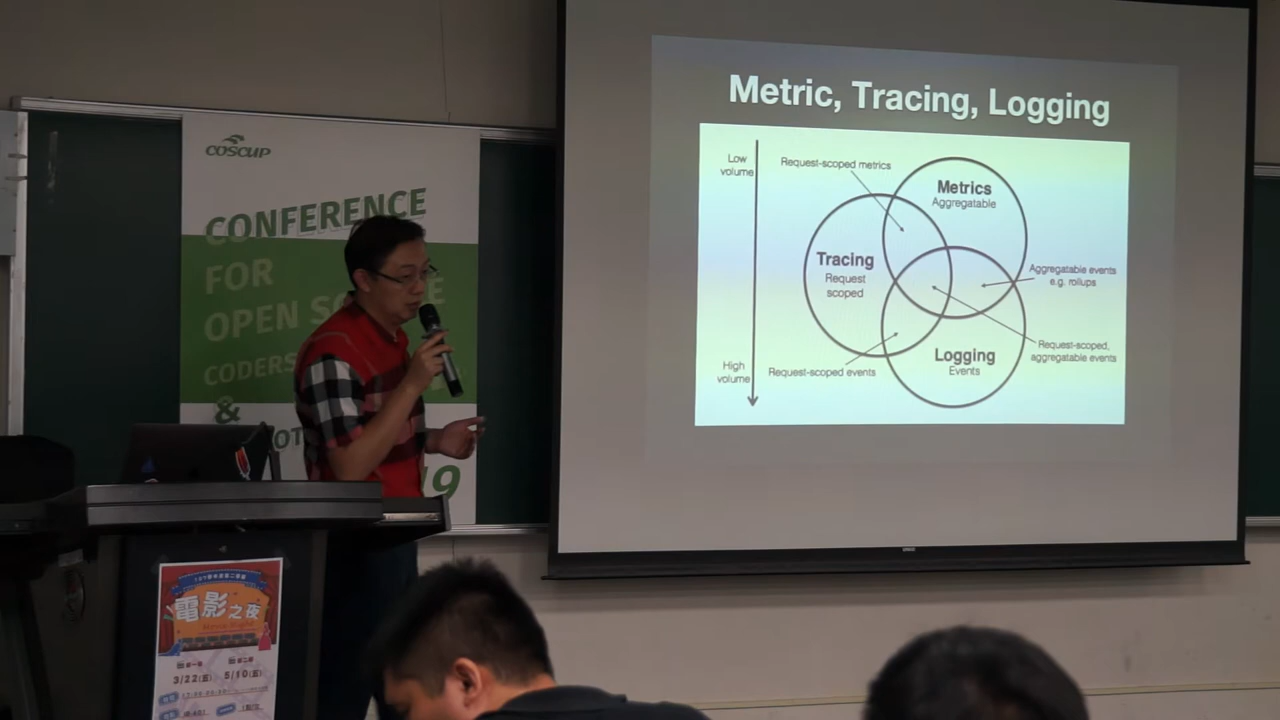 COSCUP
CONFERENCE
FOR
OPEN
CODERS
&
19
Metric, Tracing, Logging
Low
volume
Request-scoped metrics
Metrics
Aggregatable
Tracing
Request
scoped
Aggregatable events
e.g. rollups
Request-scoped,
aggregatable events
Logging
Events
High
volume
Request-scoped events
電影之夜
3/22(五)
5/10(五)